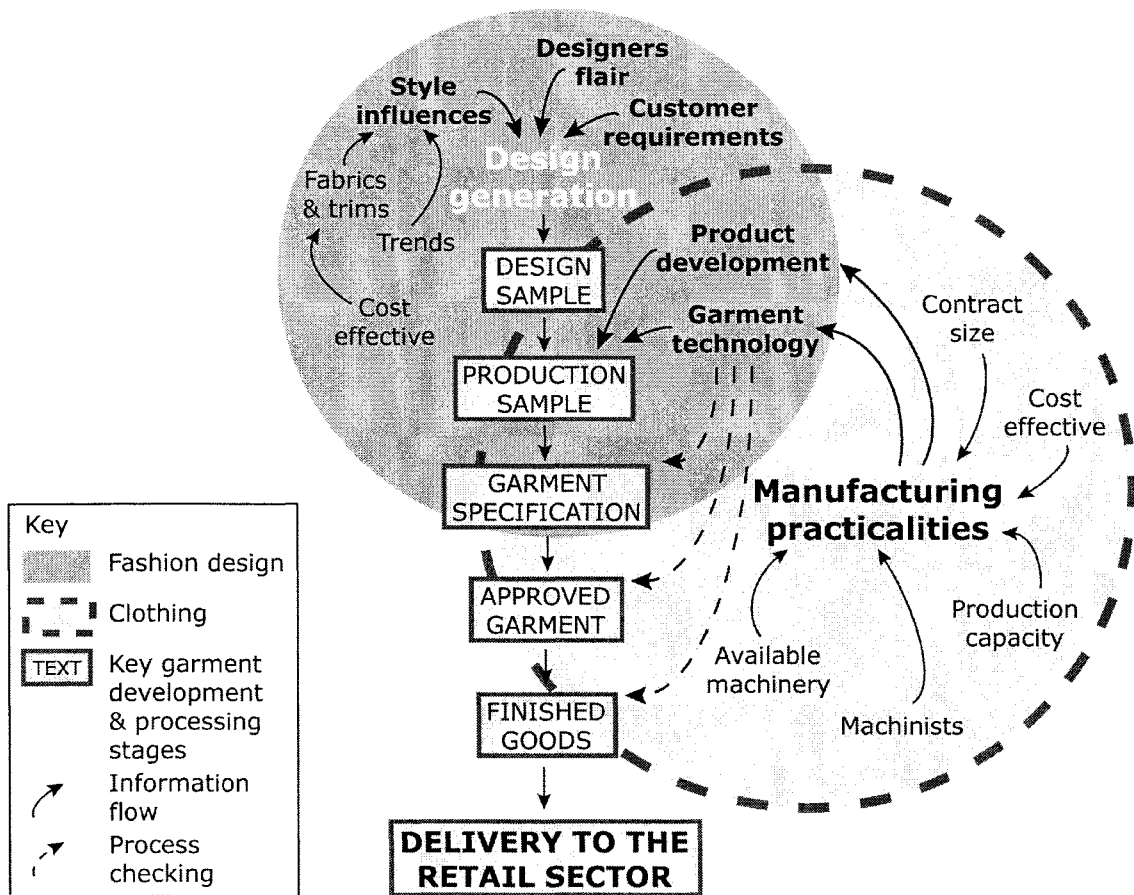 Designers
flair
Style
influences
Customer
requirements
Design
generation
Fabrics
& trims
Trends
Cost
effective
DESIGN
SAMPLE
Product
development
Garment
technology
Contract
size
Cost
effective
PRODUCTION
SAMPLE
GARMENT
SPECIFICATION
Manufacturing
practicalities
APPROVED
GARMENT
Available
machinery
Machinists
Production
capacity
FINISHED
GOODS
DELIVERY TO THE
RETAIL SECTOR
Key
Fashion design
Clothing
TEXT
Key garment
development
& processing
stages
Information
flow
Process
checking